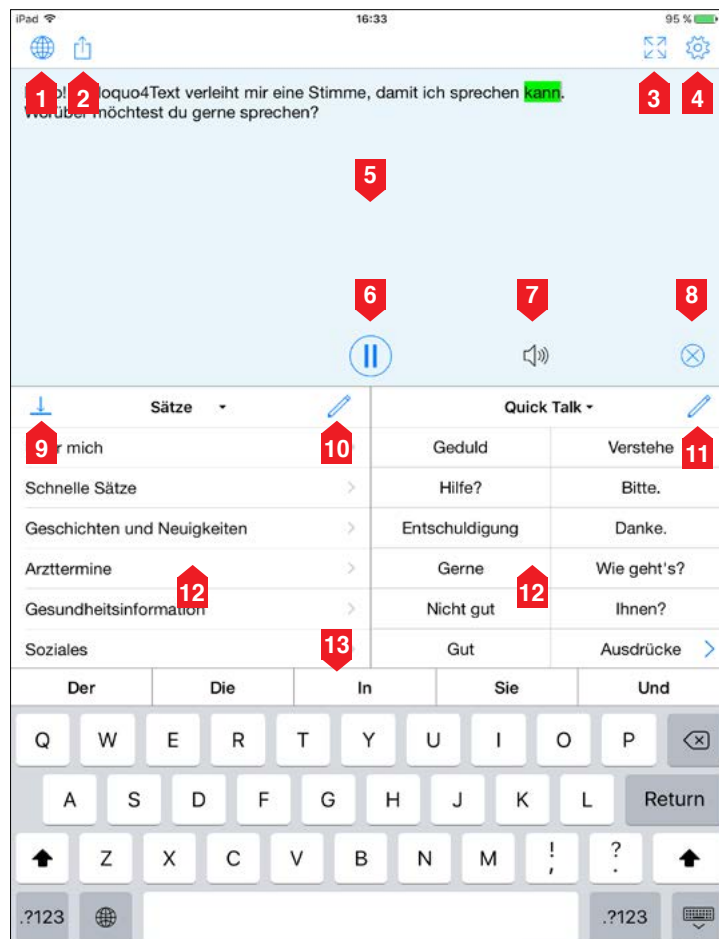 iPad 16:33 95 %
1 2 3 4
oquo4Text verleiht mir eine Stimme, damit ich sprechen kann.
möchtest du gerne sprechen?
5
6 7 8
Sätze Quick Talk
9 10 11
mich Geduld Verstehe
Schnelle Sätze Hilfe? Bitte.
Geschichten und Neuigkeiten Entschuldigung Danke.
Arzttermine Gerne Wie geht's?
12 12
Gesundheitsinformation Nicht gut Ihnen?
13
Soziales Gut Ausdrücke
Der Die In Sie Und
Q W E R T Y U I O P
A S D F G H J K L Return
Z X C V B N M ! , ? .
.?123 .?123